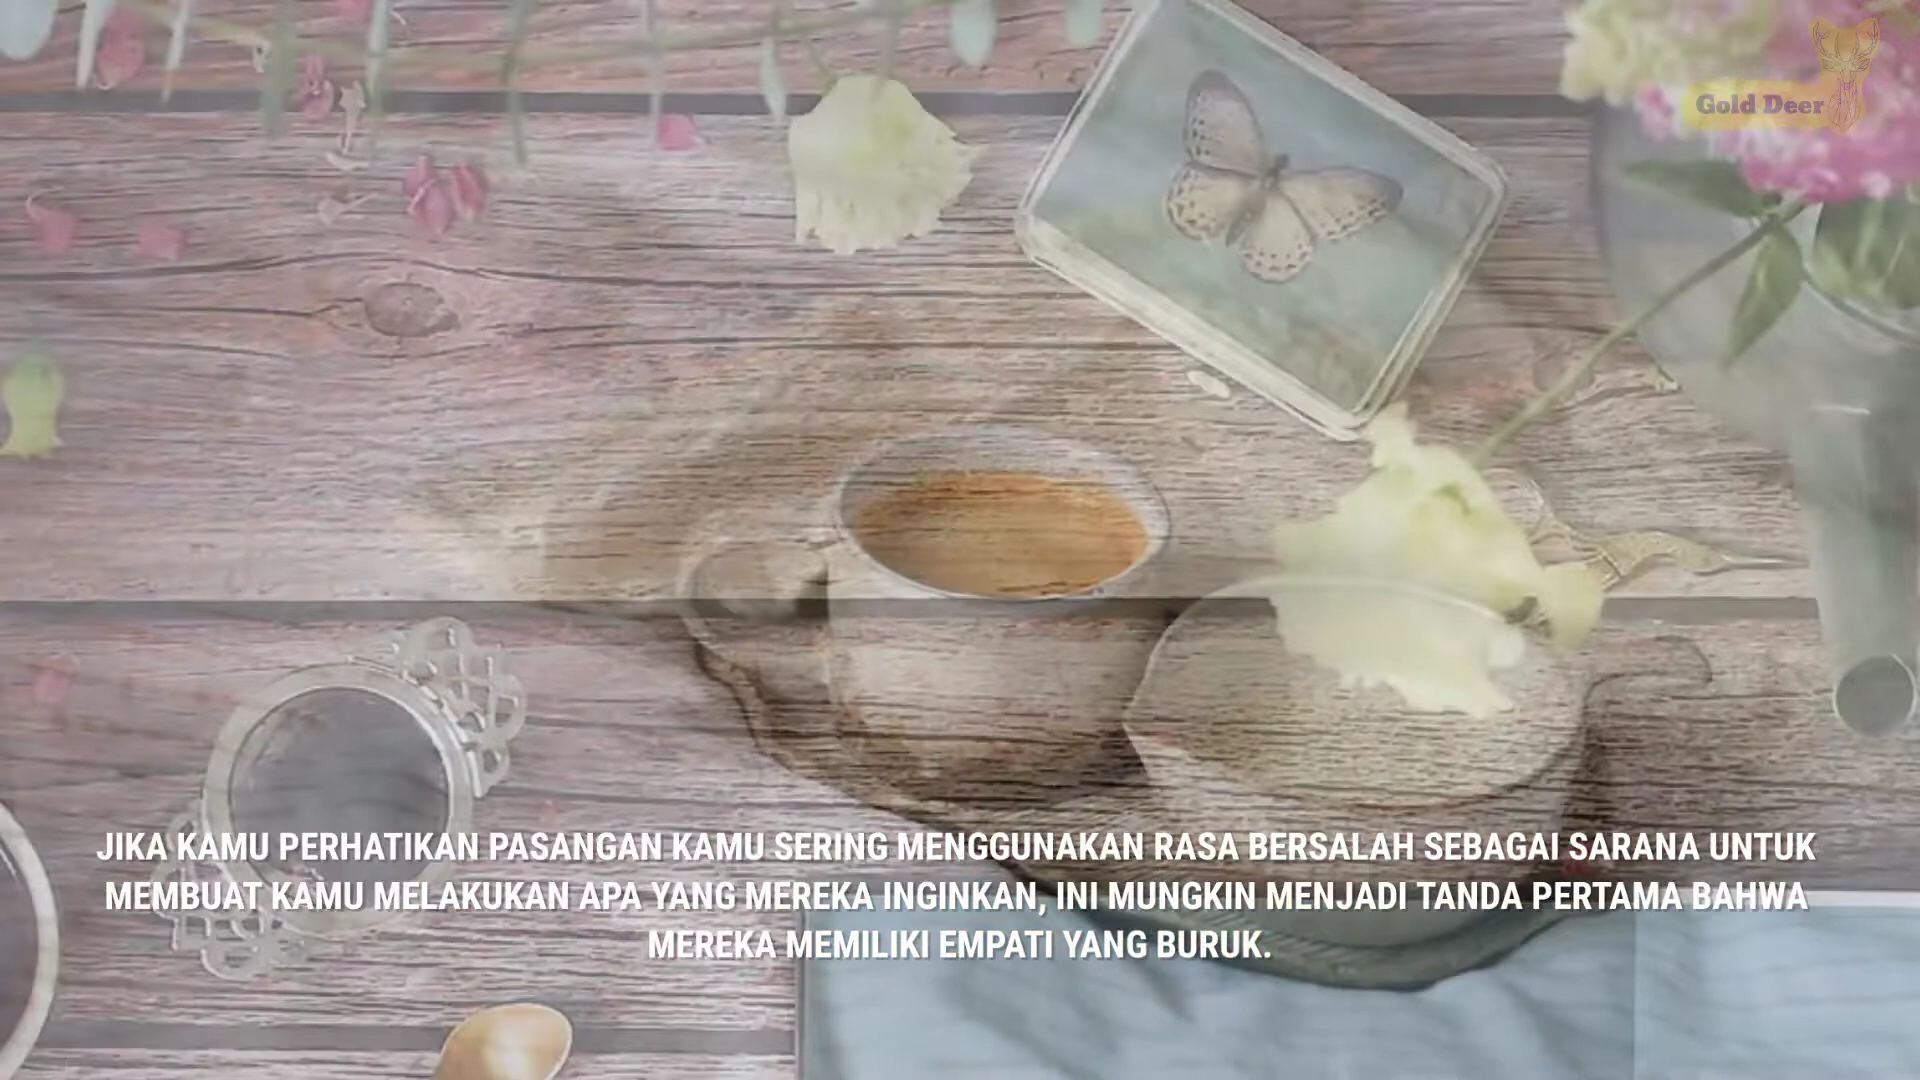 Gold Deer
JIKA KAMU PERHATIKAN PASANGAN KAMU SERING MENGGUNAKAN RASA BERSALAH SEBAGAI SARANA UNTUK
MEMBUAT KAMU MELAKUKAN APA YANG MEREKA INGINKAN, INI MUNGKIN MENJADI TANDA PERTAMA BAHWA
MEREKA MEMILIKI EMPATI YANG BURUK.